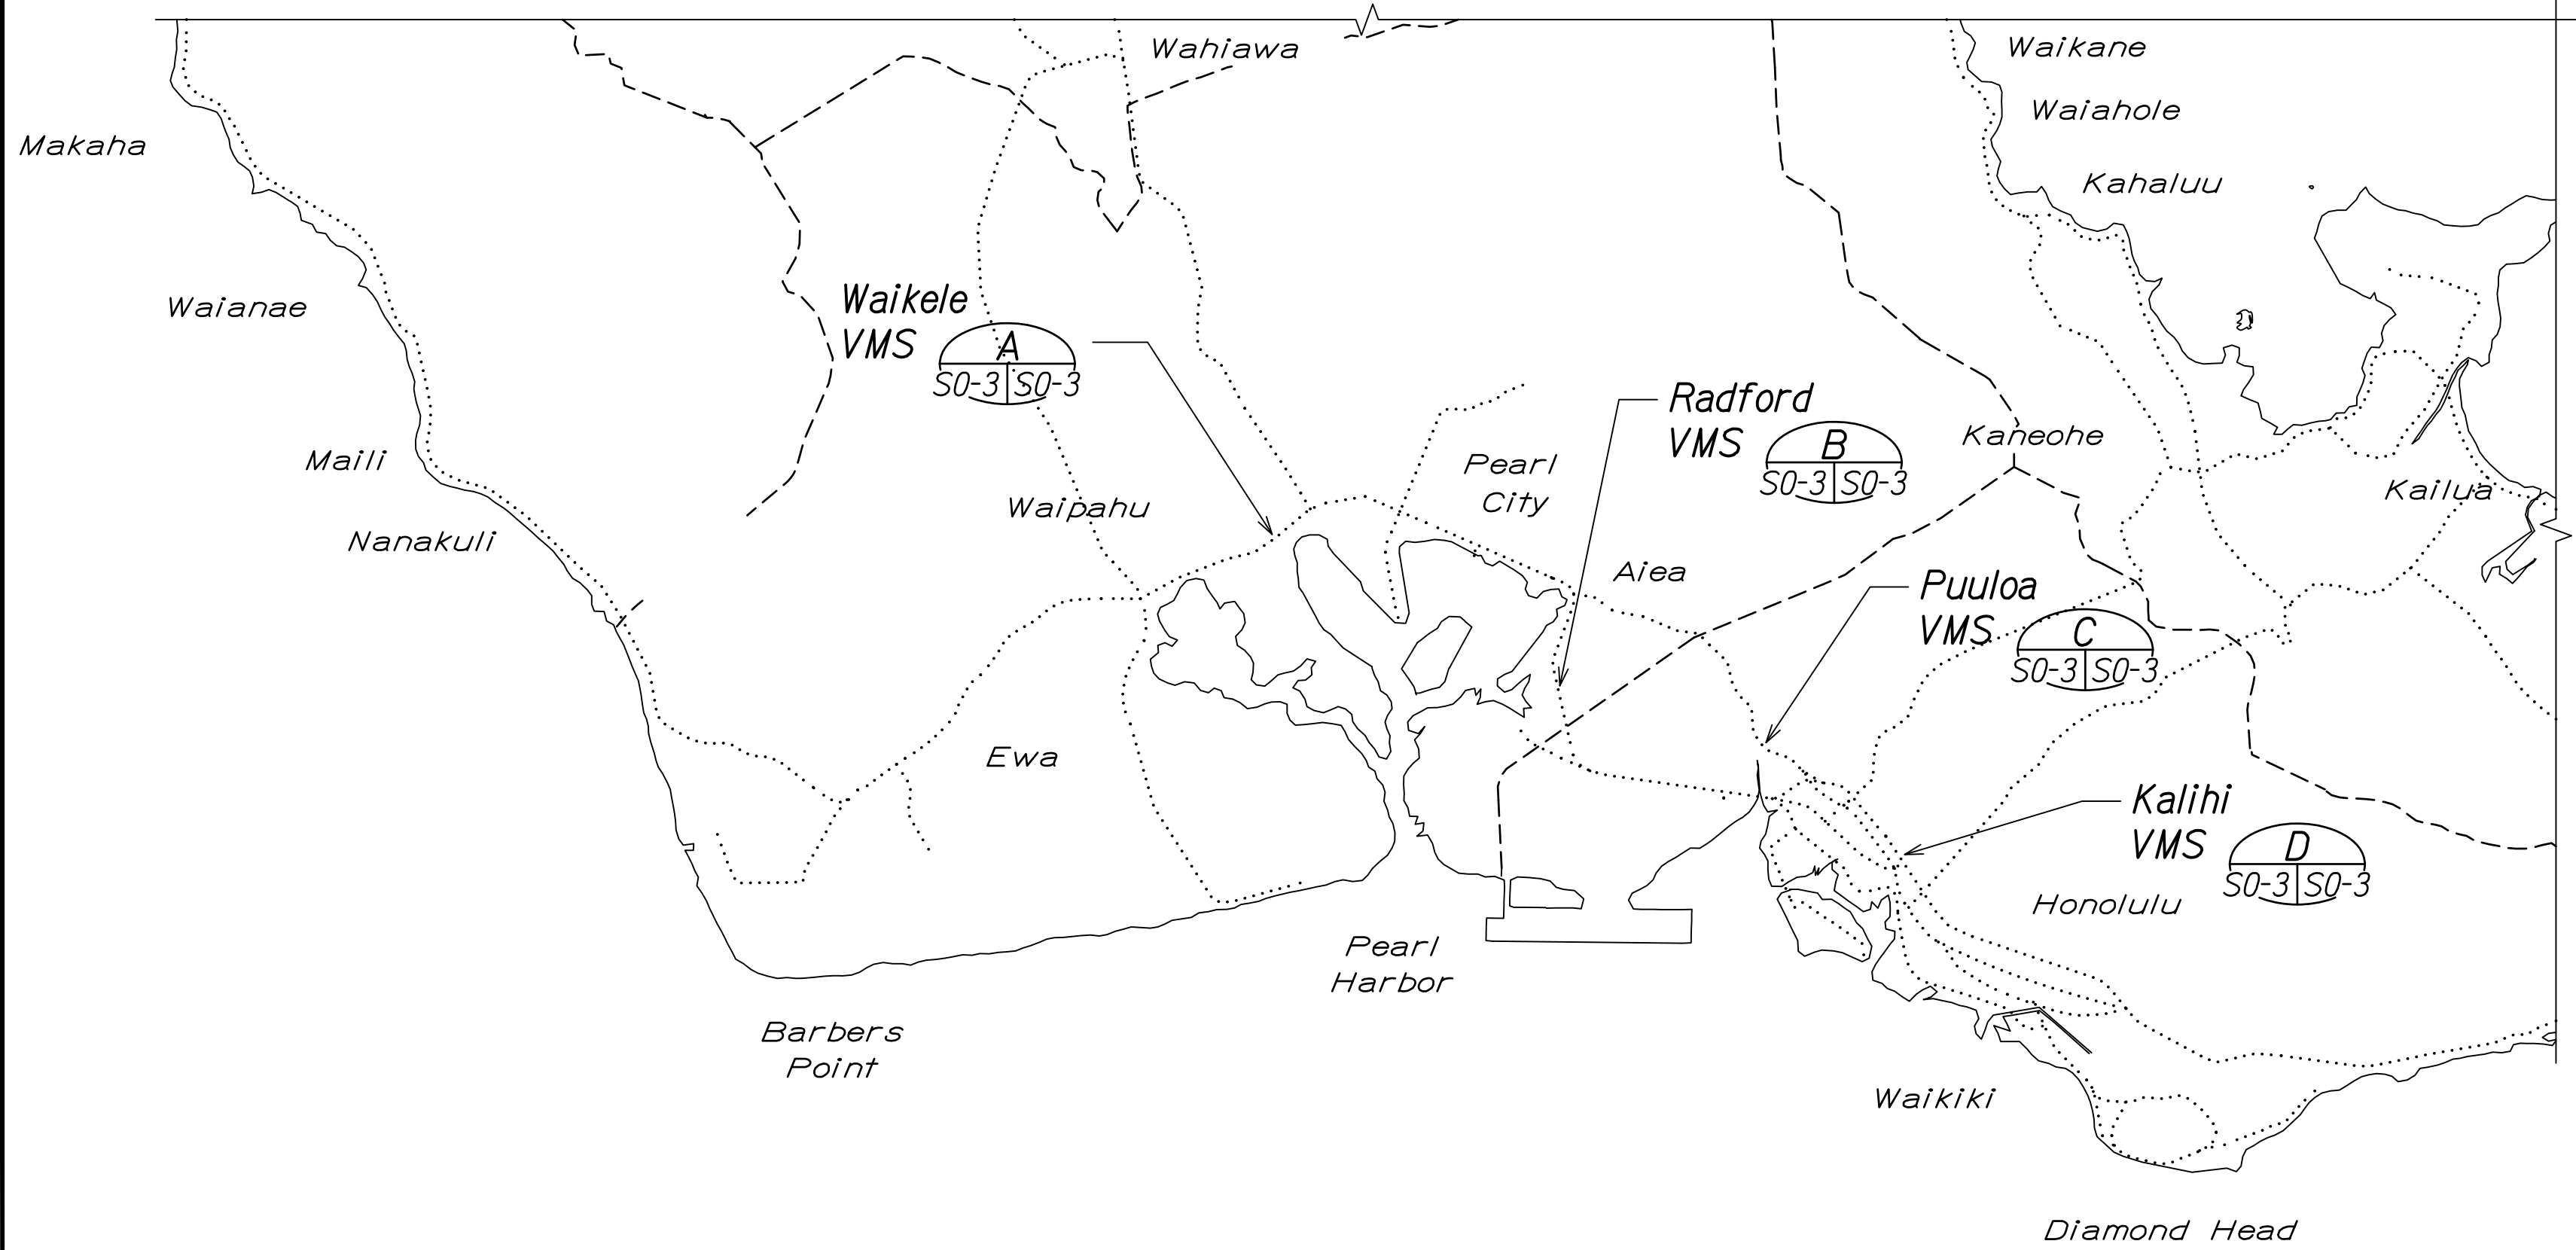 Wahiawa
Waikane
Waiahole
Makaha
Kahaluu
Waikele
VMS
A
S0-3 S0-3
Waianae
Radford
VMS
B
S0-3 S0-3
Kaneohe
Maili
Pearl
City
Kailua
Waipahu
Nanakuli
Aiea
Puuloa
VMS
C
S0-3 S0-3
Ewa
Kalihi
VMS
D
S0-3 S0-3
Honolulu
Pearl
Harbor
Barbers
Point
Waikiki
Diamond Head